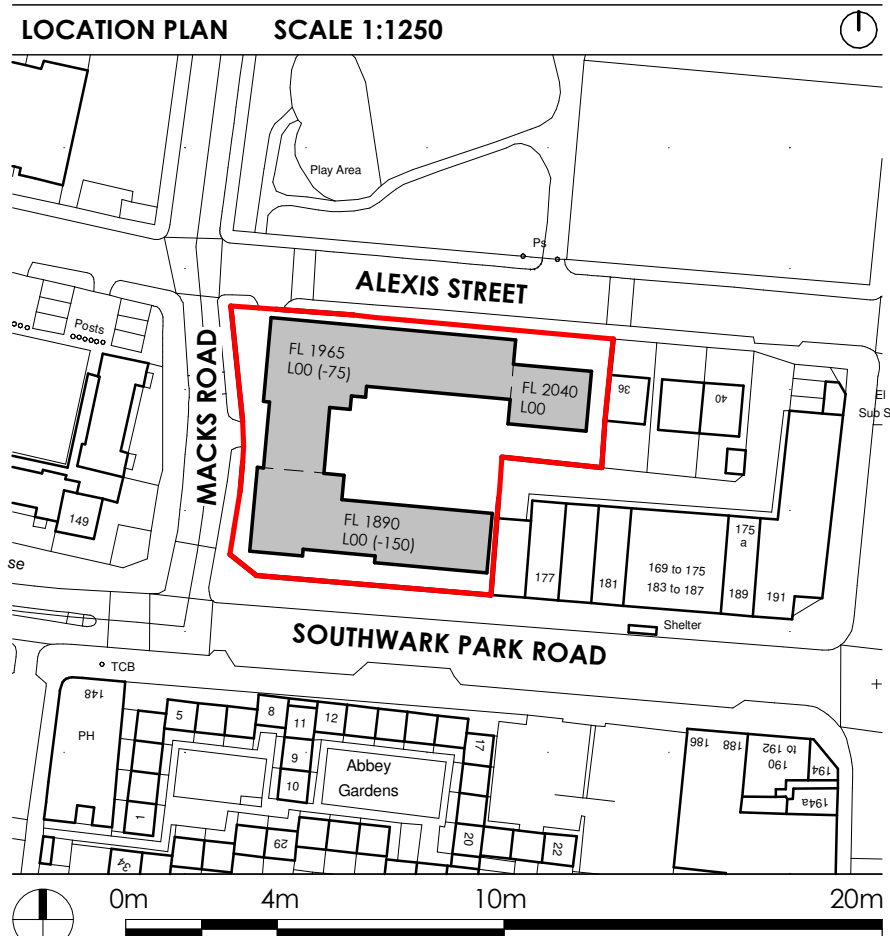 LOCATION PLAN SCALE 1:1250
Play Area
Ps
ALEXIS STREET
Posts
MACKS ROAD
FL 1965
L00 (-75)
FL 2040
L00
36
40
El
Sub S
149
FL 1890
L00 (-150)
se
177
181
169 to 175
183 to 187
175
a
189
191
Shelter
SOUTHWARK PARK ROAD
TCB
148
PH
5
8
11
12
9
10
1
17
Abbey
Gardens
20
22
29
34
186
188
190
to 192
194
194a
0m 4m 10m 20m